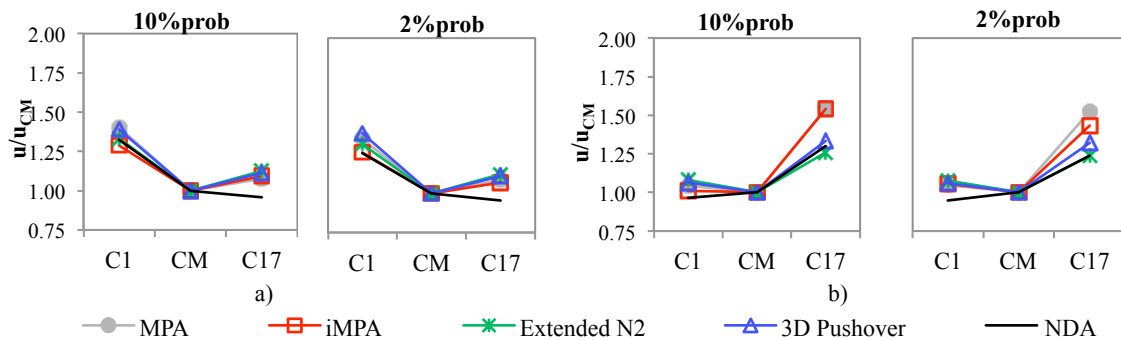 10%prob
2%prob
10%prob
2%prob
u/uCM
2.00
1.75
1.50
1.25
1.00
0.75
C1 CM C17
C1 CM C17
a)
u/uCM
2.00
1.75
1.50
1.25
1.00
0.75
C1 CM C17
C1 CM C17
b)
MPA iMPA Extended N2 3D Pushover NDA